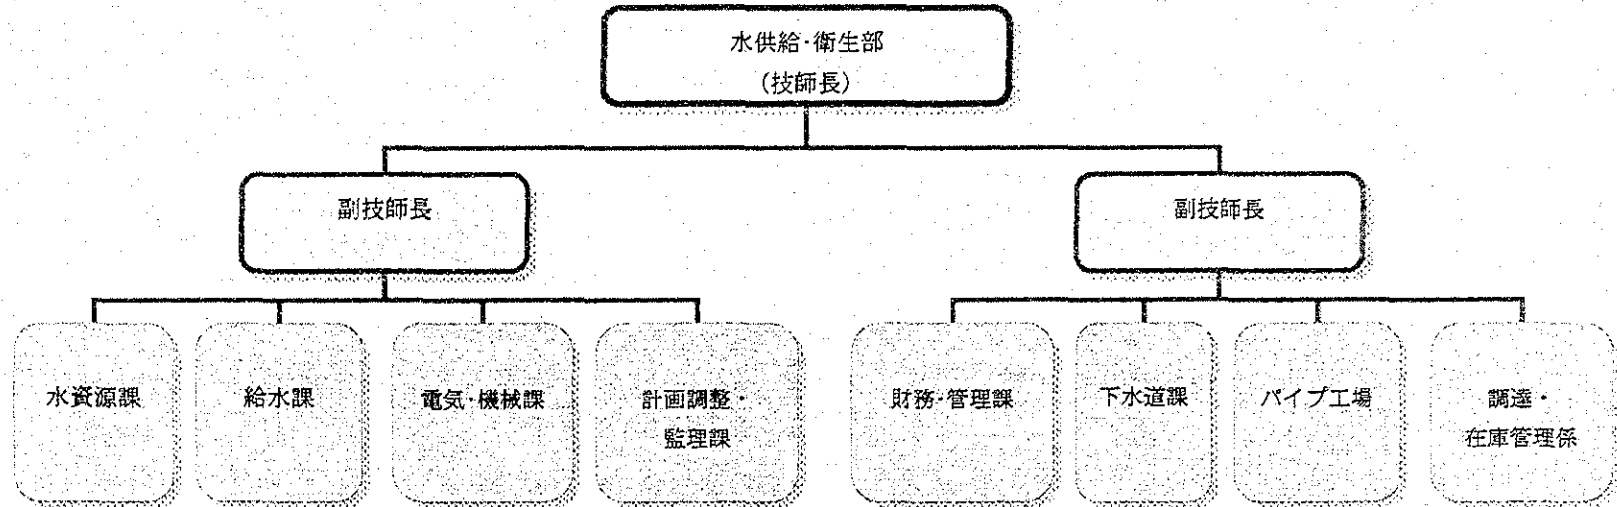 水供給・衛生部
（技師長）
副技師長
副技師長
水資源課
給水課
電気・機械課
計画調整・
監理課
財務・管理課
下水道課
パイプ工場
調達・
在庫管理係